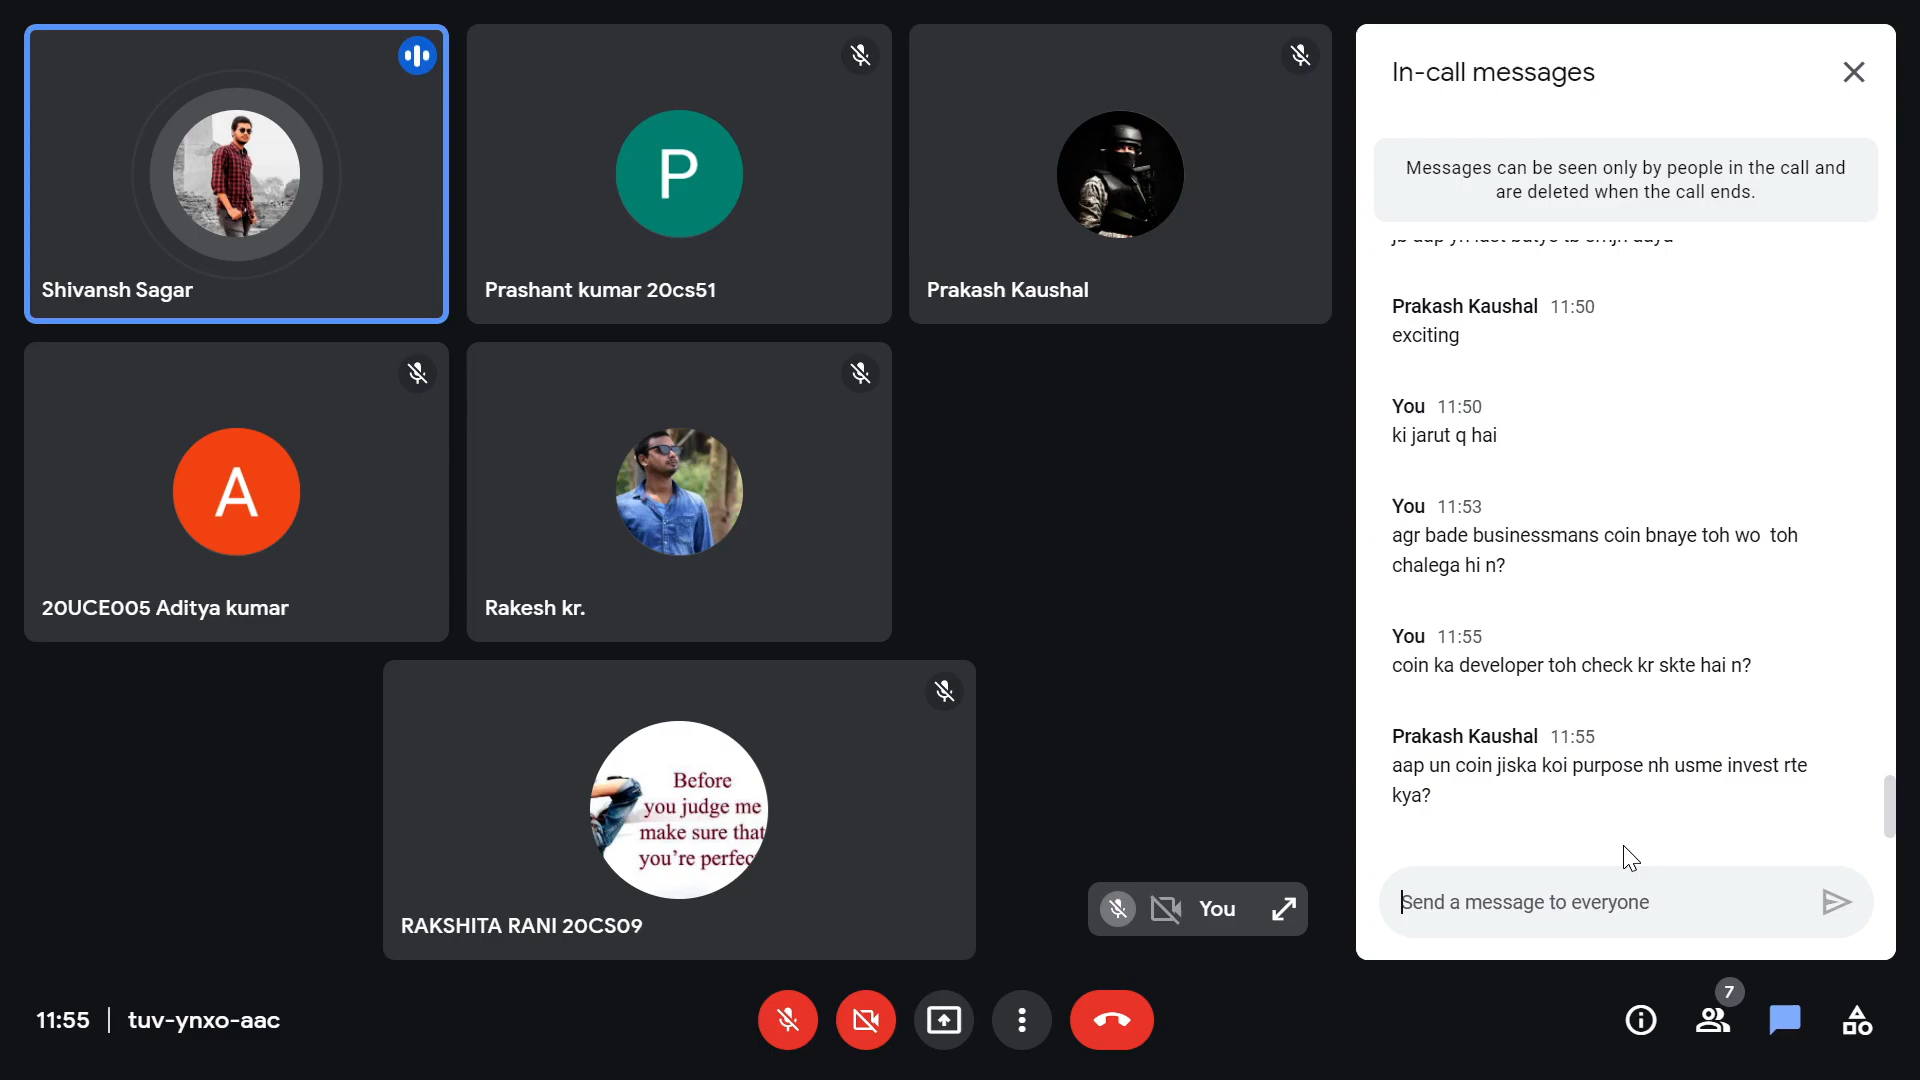 Shivansh Sagar
P
Prashant kumar 20cs51
Prakash Kaushal
A
20UCE005 Aditya kumar
Rakesh kr.
Before
you judge me
make sure that
you're perfec
RAKSHITA RANI 20CS09
You
In-call messages
Messages can be seen only by people in the call and
are deleted when the call ends.
Prakash Kaushal 11:50
exciting
You 11:50
ki jarut q hai
You 11:53
agr bade businessmans coin bnaye toh wo  toh
chalega hi n?
You 11:55
coin ka developer toh check kr skte hai n?
Prakash Kaushal 11:55
aap un coin jiska koi purpose nh usme invest rte
kya?
Send a message to everyone
11:55 | tuv-ynxo-aac
7